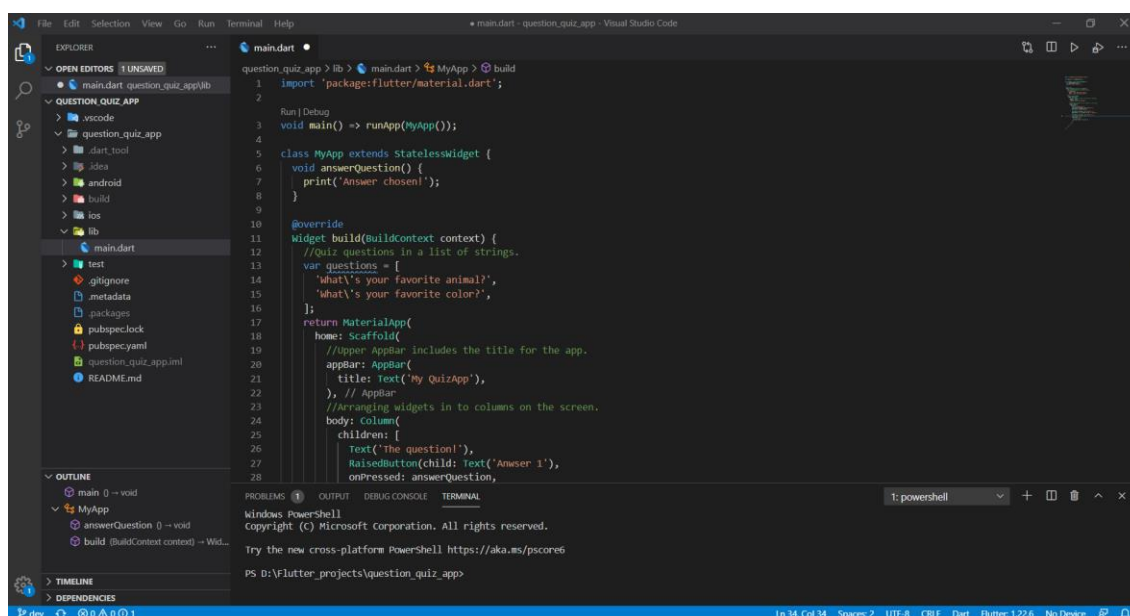 File Edit Selection View Go Run Terminal Help
● main.dart - question_quiz_app - Visual Studio Code
EXPLORER
OPEN EDITORS 1 UNSAVED
● main.dart question_quiz_app\lib
QUESTION_QUIZ_APP
.vscode
question_quiz_app
.dart_tool
.idea
android
build
ios
lib
main.dart
test
.gitignore
.metadata
.packages
pubspec.lock
pubspec.yaml
question_quiz_app.iml
README.md
OUTLINE
main () → void
MyApp
answerQuestion () → void
build (BuildContext context) → Wid...
TIMELINE
DEPENDENCIES
main.dart ●
question_quiz_app > lib > main.dart > MyApp > build
1 import 'package:flutter/material.dart';
2
Run | Debug
3 void main() => runApp(MyApp());
4
5 class MyApp extends StatelessWidget {
6 void answerQuestion() {
7 print('Answer chosen!');
8 }
9
10 @override
11 Widget build(BuildContext context) {
12 //Quiz questions in a list of strings.
13 var questions = [
14 'What\'s your favorite animal?',
15 'What\'s your favorite color?',
16 ];
17 return MaterialApp(
18 home: Scaffold(
19 //Upper AppBar includes the title for the app.
20 appBar: AppBar(
21 title: Text('My QuizApp'),
22 ), // AppBar
23 //Arranging widgets in to columns on the screen.
24 body: Column(
25 children: [
26 Text('The question!'),
27 RaisedButton(child: Text('Anwser 1'),
28 onPressed: answerQuestion,
PROBLEMS 1 OUTPUT DEBUG CONSOLE TERMINAL
1: powershell
Windows PowerShell
Copyright (C) Microsoft Corporation. All rights reserved.
Try the new cross-platform PowerShell https://aka.ms/pscore6
PS D:\Flutter_projects\question_quiz_app>
dev 0 0 1 Ln 34, Col 34 Spaces: 2 UTF-8 CRLF Dart Flutter: 1.22.6 No Device